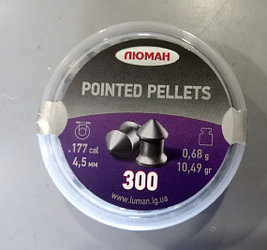 ЛЮМАН
POINTED PELLETS
.177 cal
4,5 мм
0,68 g
10,49 gr
300
www.luman.lg.ua